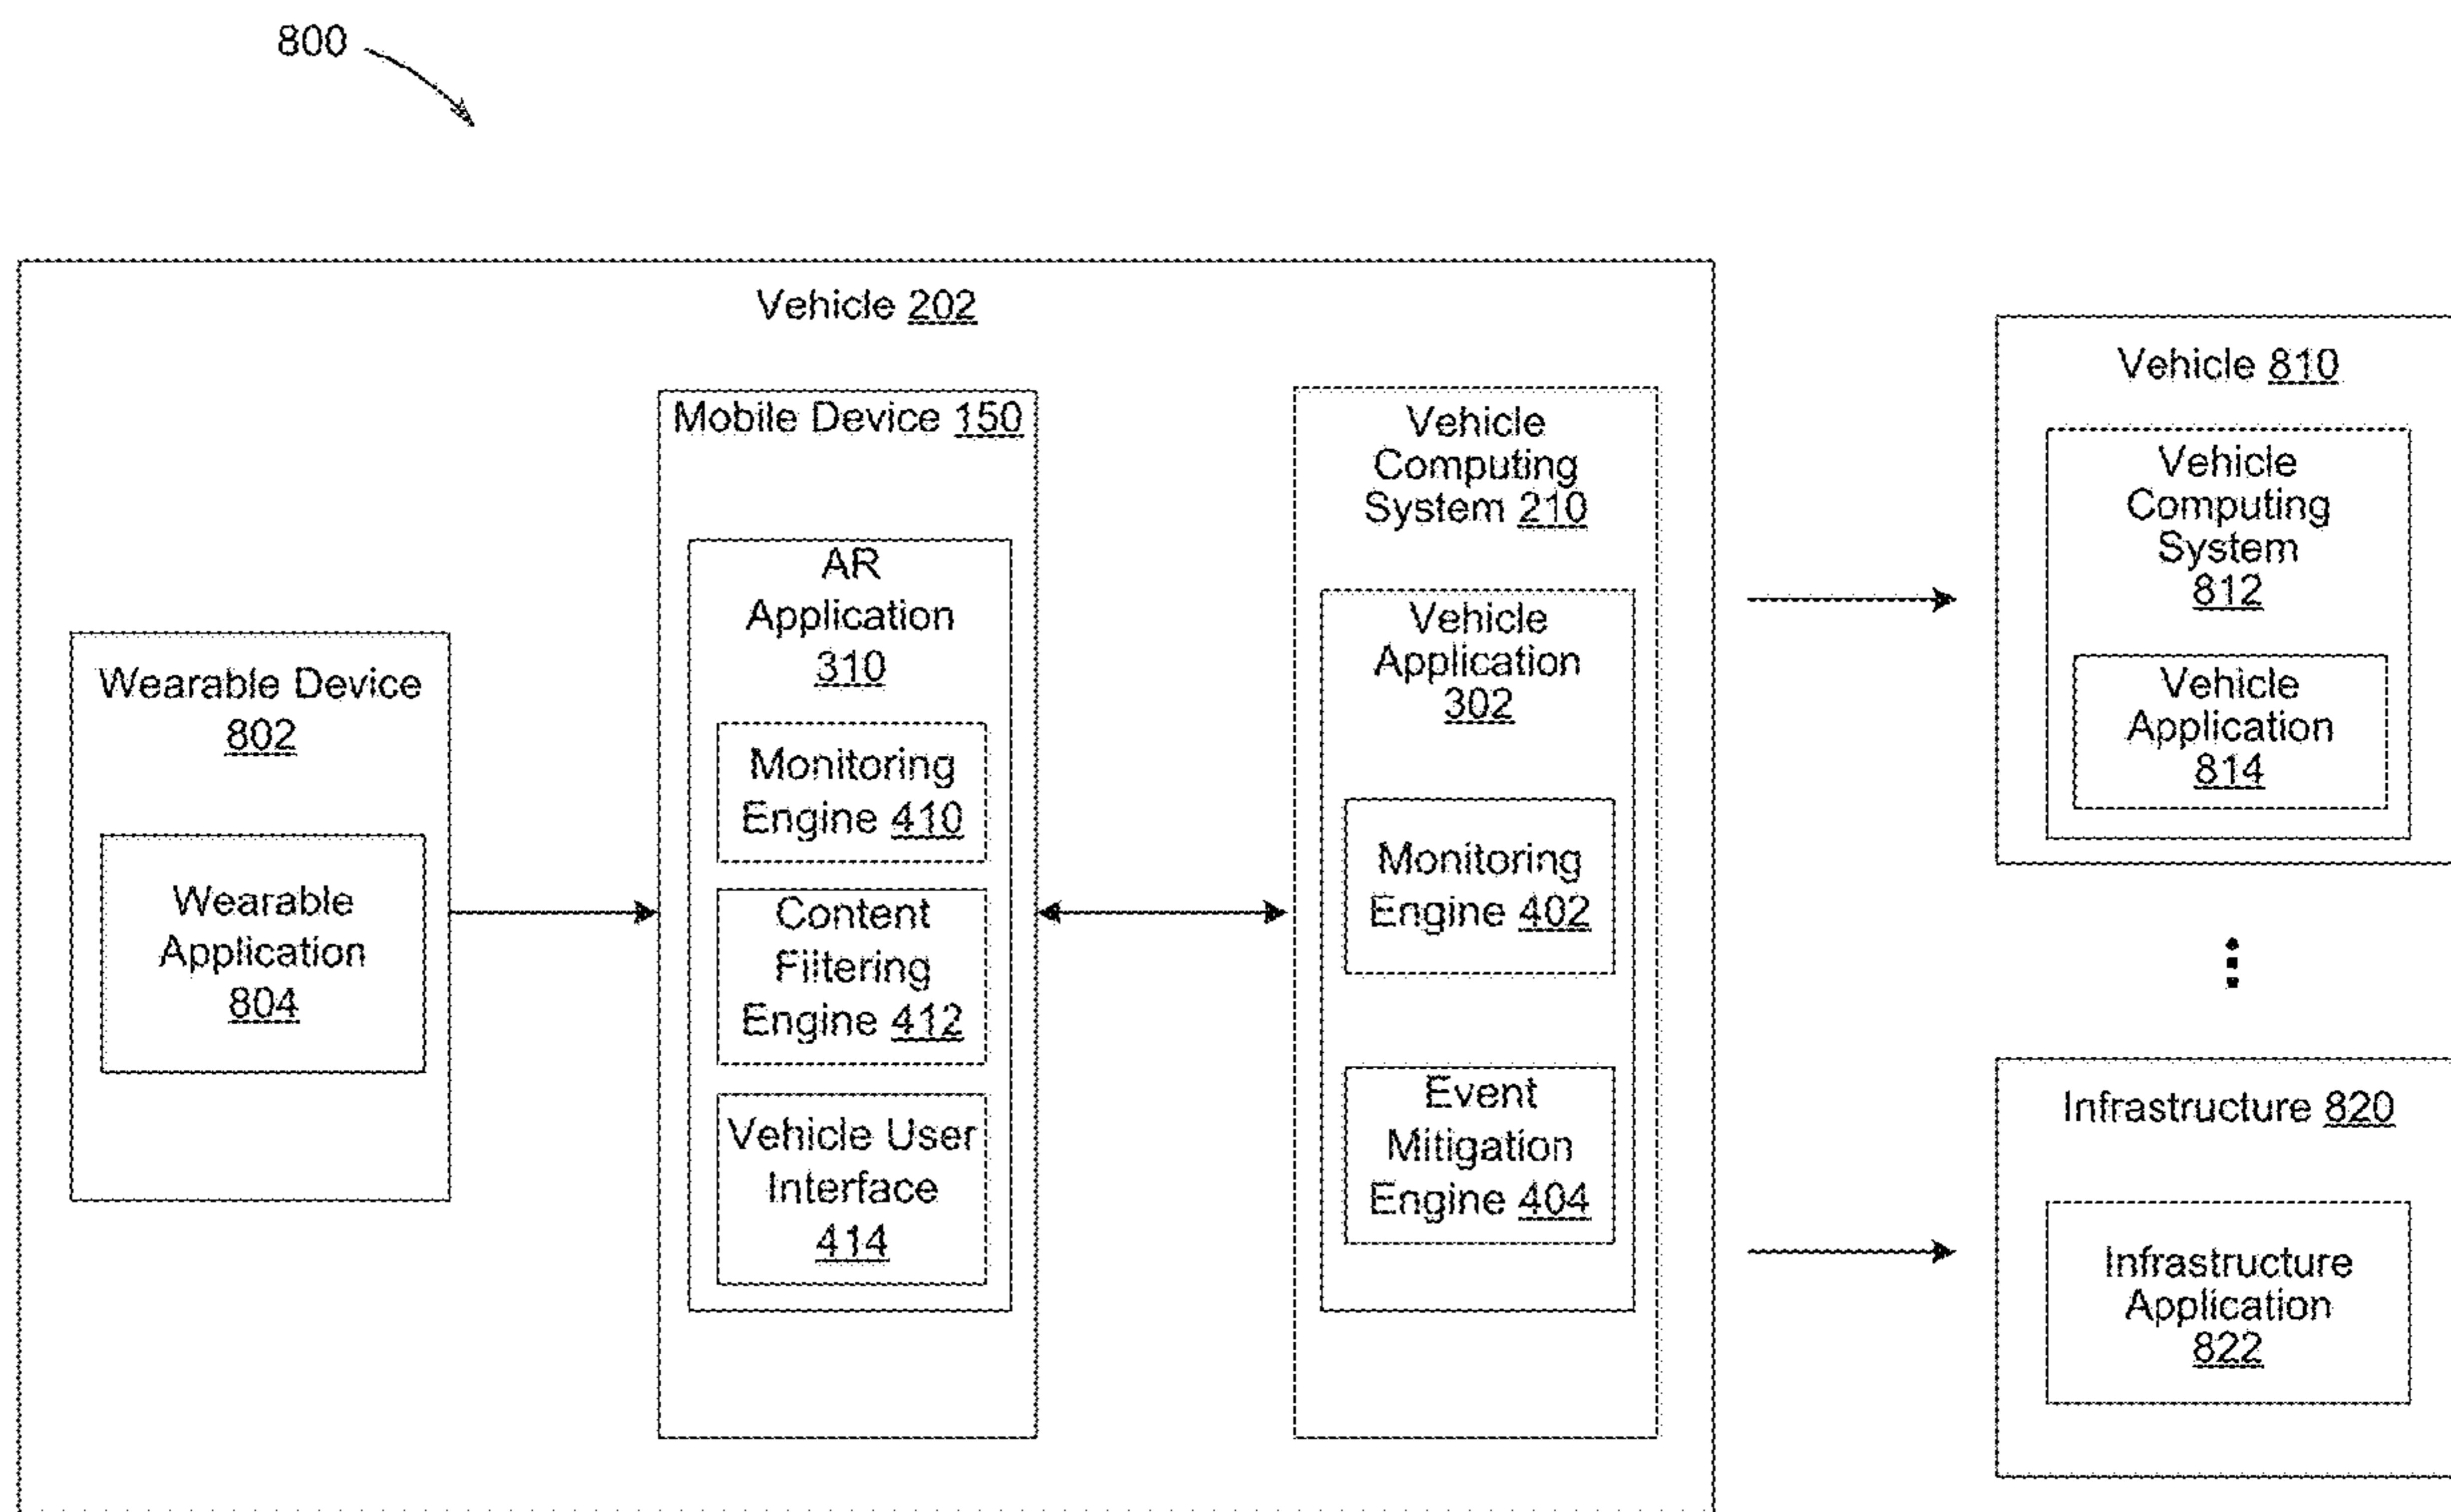 800
Vehicle 202
Wearable Device
802
Wearable
Application
804
Mobile Device 150
AR
Application
310
Monitoring
Engine 410
Content
Filtering
Engine 412
Vehicle User
Interface
414
Vehicle
Computing
System 210
Vehicle
Application
302
Monitoring
Engine 402
Event
Mitigation
Engine 404
Vehicle 810
Vehicle
Computing
System
812
Vehicle
Application
814
Infrastructure 820
Infrastructure
Application
822